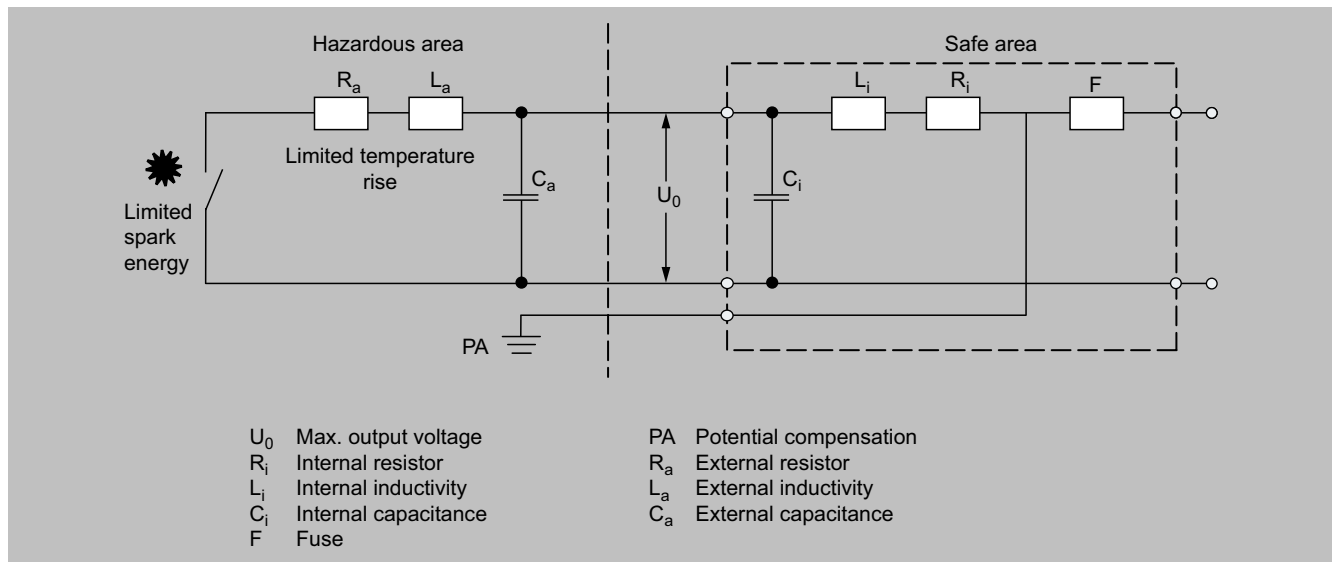 Hazardous area
Safe area
Rₐ Lₐ
Lᵢ Rᵢ F
Limited temperature
rise
Cₐ
U₀
Cᵢ
Limited
spark
energy
PA
U₀ Max. output voltage
Rᵢ Internal resistor
Lᵢ Internal inductivity
Cᵢ Internal capacitance
F Fuse
PA Potential compensation
Rₐ External resistor
Lₐ External inductivity
Cₐ External capacitance